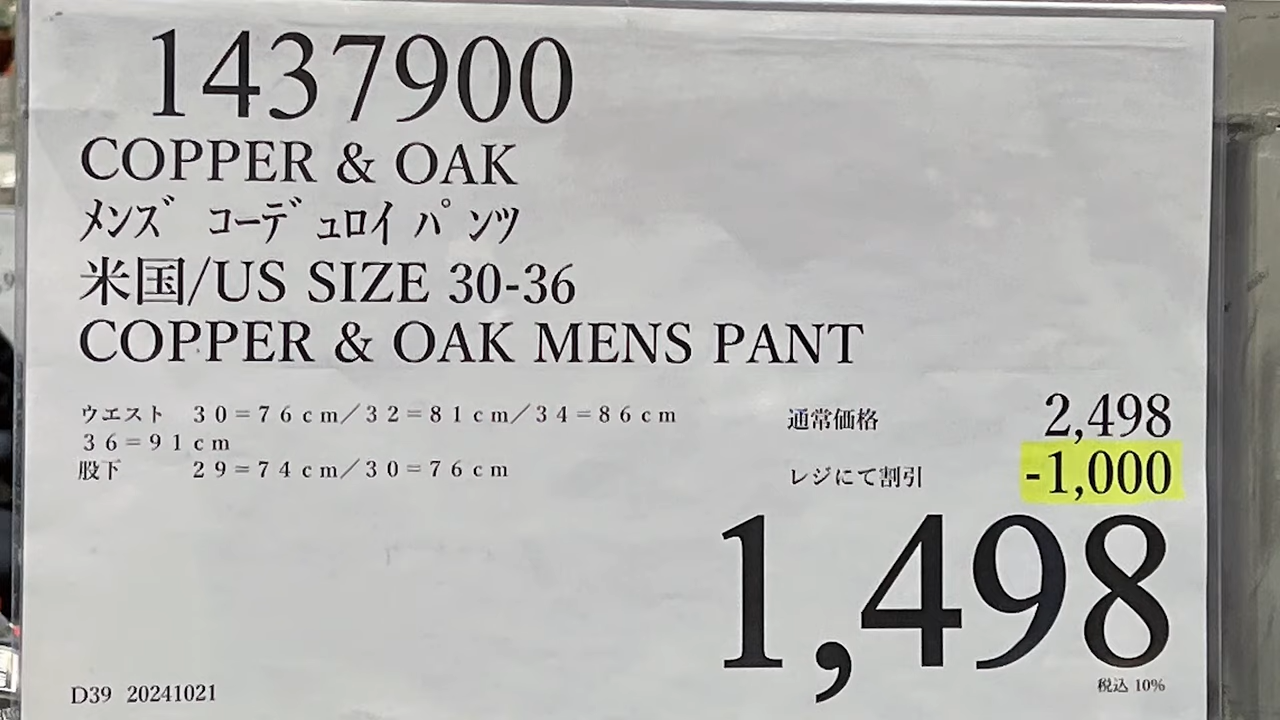 1437900
COPPER & OAK
ﾒﾝｽﾞ ｺｰﾃﾞｭﾛｲ ﾊﾟﾝﾂ
米国/US SIZE 30-36
COPPER & OAK MENS PANT
ウエスト ３０＝７６ｃｍ／３２＝８１ｃｍ／３４＝８６ｃｍ
３６＝９１ｃｍ
股下 ２９＝７４ｃｍ／３０＝７６ｃｍ
通常価格 2,498
レジにて割引 -1,000
1,498
税込 10%
D39 20241021